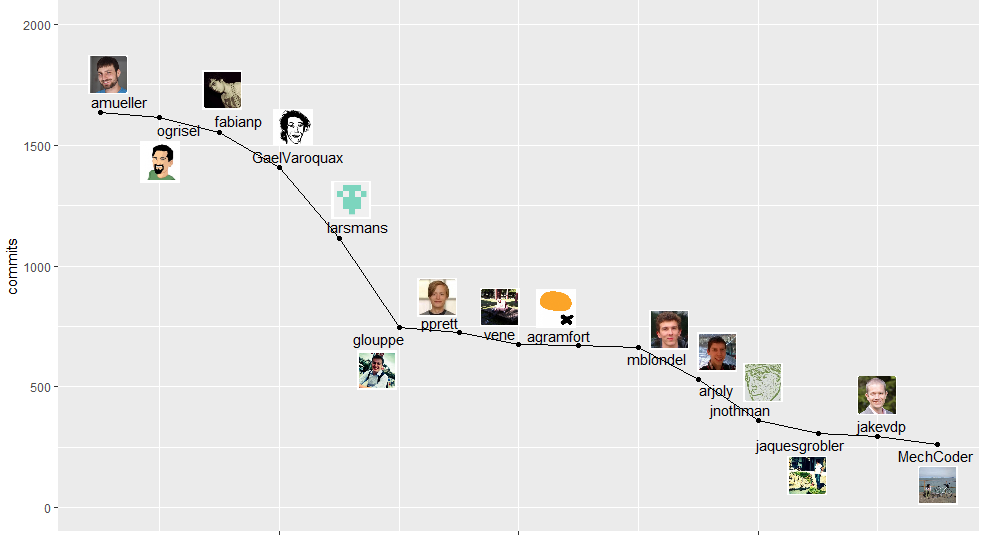 2000
amueller
fabianp
ogrisel
1500
GaelVaroquax
larsmans
1000
commits
pprett
vene
agramfort
glouppe
mblondel
500
arjoly
jnothman
jakevdp
jaquesgrobler
MechCoder
0